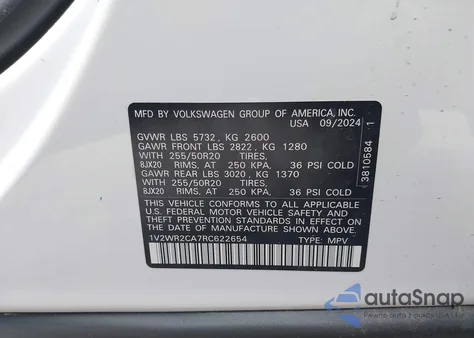 MFD. BY VOLKSWAGEN GROUP OF AMERICA, INC.
USA 09/2024
GVWR LBS 5732, KG 2600
GAWR FRONT LBS 2822, KG 1280
WITH 255/50R20 TIRES,
8JX20 RIMS, AT 250 KPA, 36 PSI COLD
GAWR REAR LBS 3020, KG 1370
WITH 255/50R20 TIRES,
8JX20 RIMS, AT 250 KPA, 36 PSI COLD
THIS VEHICLE CONFORMS TO ALL APPLICABLE
FEDERAL MOTOR VEHICLE SAFETY AND
THEFT PREVENTION STANDARDS IN EFFECT ON THE
DATE OF MANUFACTURE SHOWN ABOVE.
1V2WR2CA7RC622654 TYPE: MPV
3810584 1
autoSnap
Pewne auto z USA